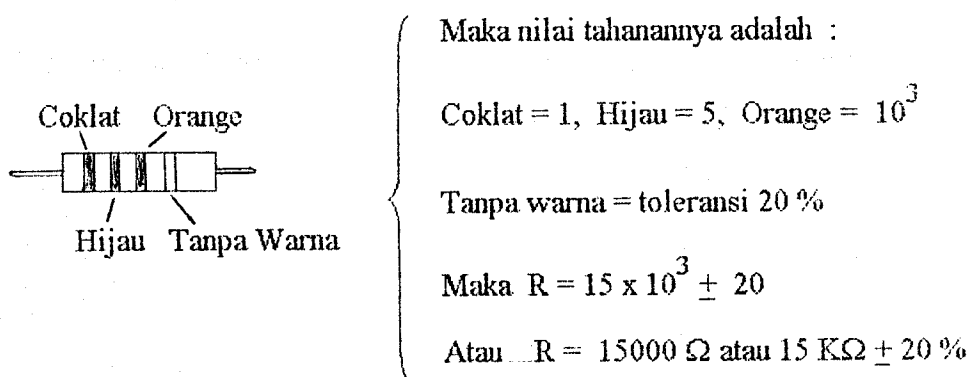 Coklat Orange
Hijau Tanpa Warna
Maka nilai tahanannya adalah :
Coklat = 1, Hijau = 5, Orange = 10³
Tanpa warna = toleransi 20 %
Maka R = 15 x 10³ ± 20
Atau R = 15000 Ω atau 15 KΩ ± 20 %